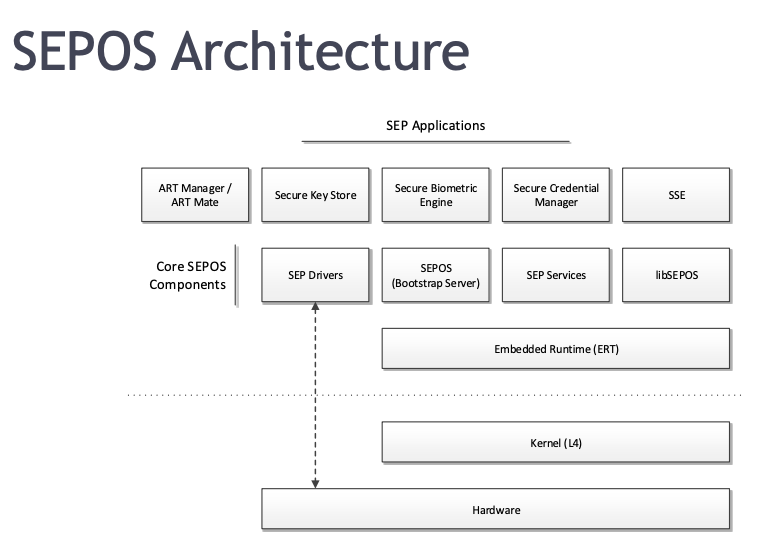 SEPOS Architecture
SEP Applications
ART Manager /
ART Mate
Secure Key Store
Secure Biometric
Engine
Secure Credential
Manager
SSE
Core SEPOS
Components
SEP Drivers
SEPOS
(Bootstrap Server)
SEP Services
libSEPOS
Embedded Runtime (ERT)
Kernel (L4)
Hardware